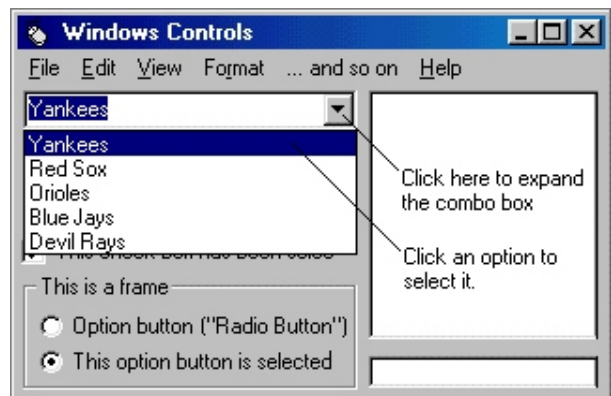 Windows Controls
File Edit View Format ... and so on Help
Yankees
Yankees
Red Sox
Orioles
Blue Jays
Devil Rays
Click here to expand
the combo box
Click an option to
select it.
This is a frame
Option button ("Radio Button")
This option button is selected